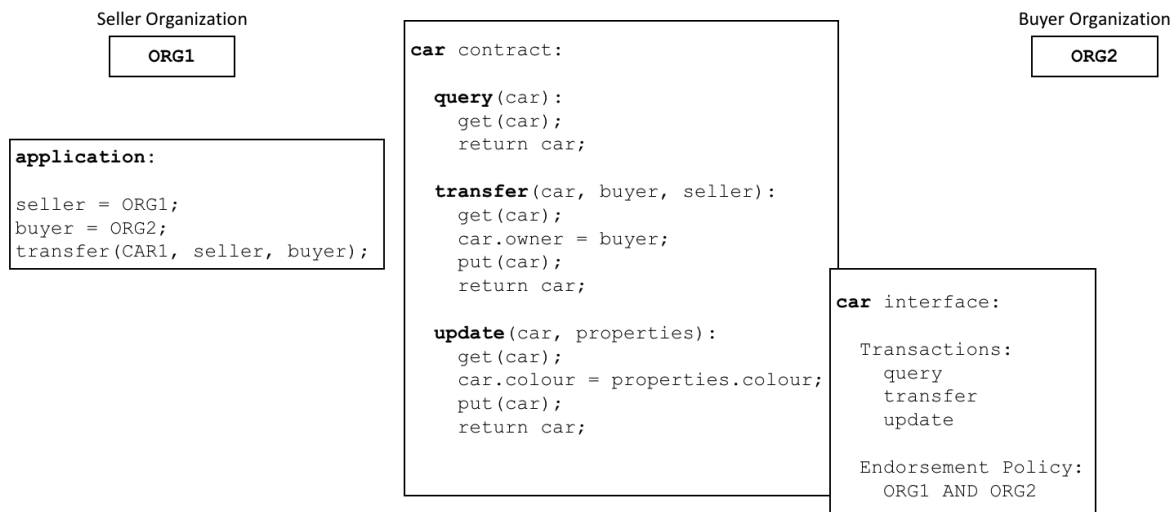 Seller Organization
ORG1
application:
seller = ORG1;
buyer = ORG2;
transfer(CAR1, seller, buyer);
car contract:
query(car):
get(car);
return car;
transfer(car, buyer, seller):
get(car);
car.owner = buyer;
put(car);
return car;
update(car, properties):
get(car);
car.colour = properties.colour;
put(car);
return car;
Buyer Organization
ORG2
car interface:
Transactions:
query
transfer
update
Endorsement Policy:
ORG1 AND ORG2